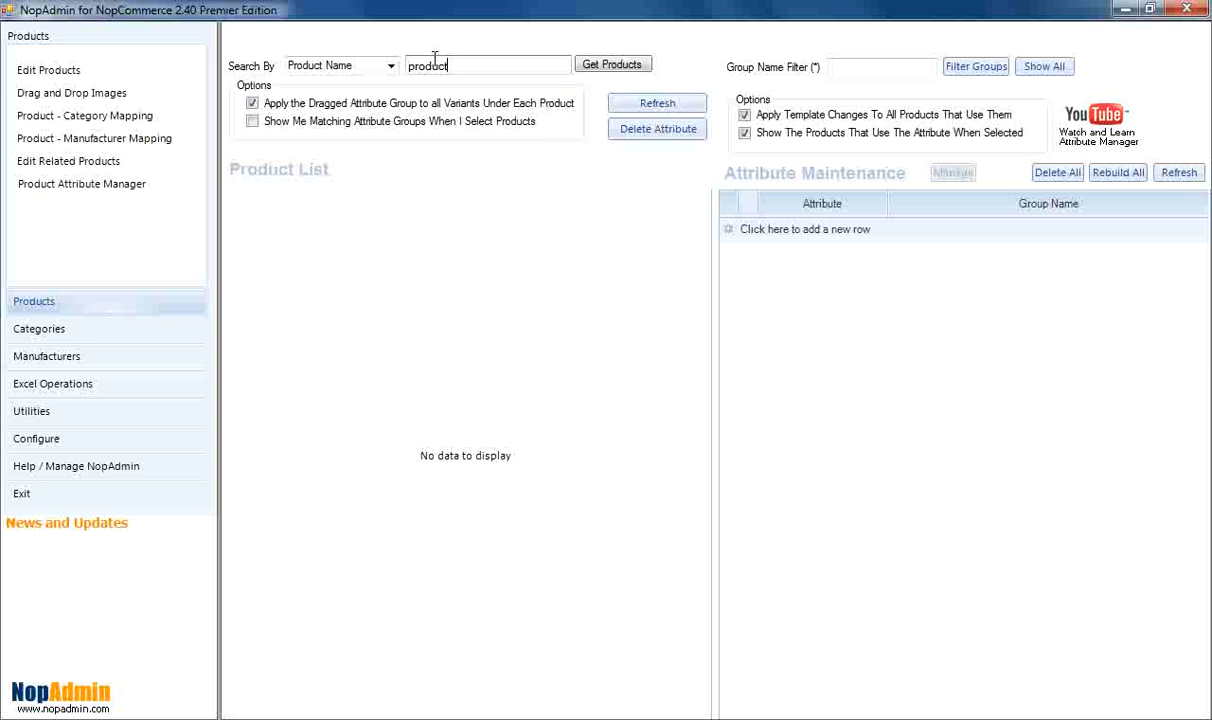 NopAdmin for NopCommerce 2.40 Premier Edition
Products
Edit Products
Drag and Drop Images
Product - Category Mapping
Product - Manufacturer Mapping
Edit Related Products
Product Attribute Manager
Products
Categories
Manufacturers
Excel Operations
Utilities
Configure
Help / Manage NopAdmin
Exit
News and Updates
NopAdmin
www.nopadmin.com
Search By Product Name product Get Products
Options
Apply the Dragged Attribute Group to all Variants Under Each Product
Show Me Matching Attribute Groups When I Select Products
Refresh
Delete Attribute
Product List
No data to display
Group Name Filter (*) Filter Groups Show All
Options
Apply Template Changes To All Products That Use Them
Show The Products That Use The Attribute When Selected
YouTube
Watch and Learn
Attribute Manager
Attribute Maintenance Delete All Rebuild All Refresh
Attribute Group Name
Click here to add a new row